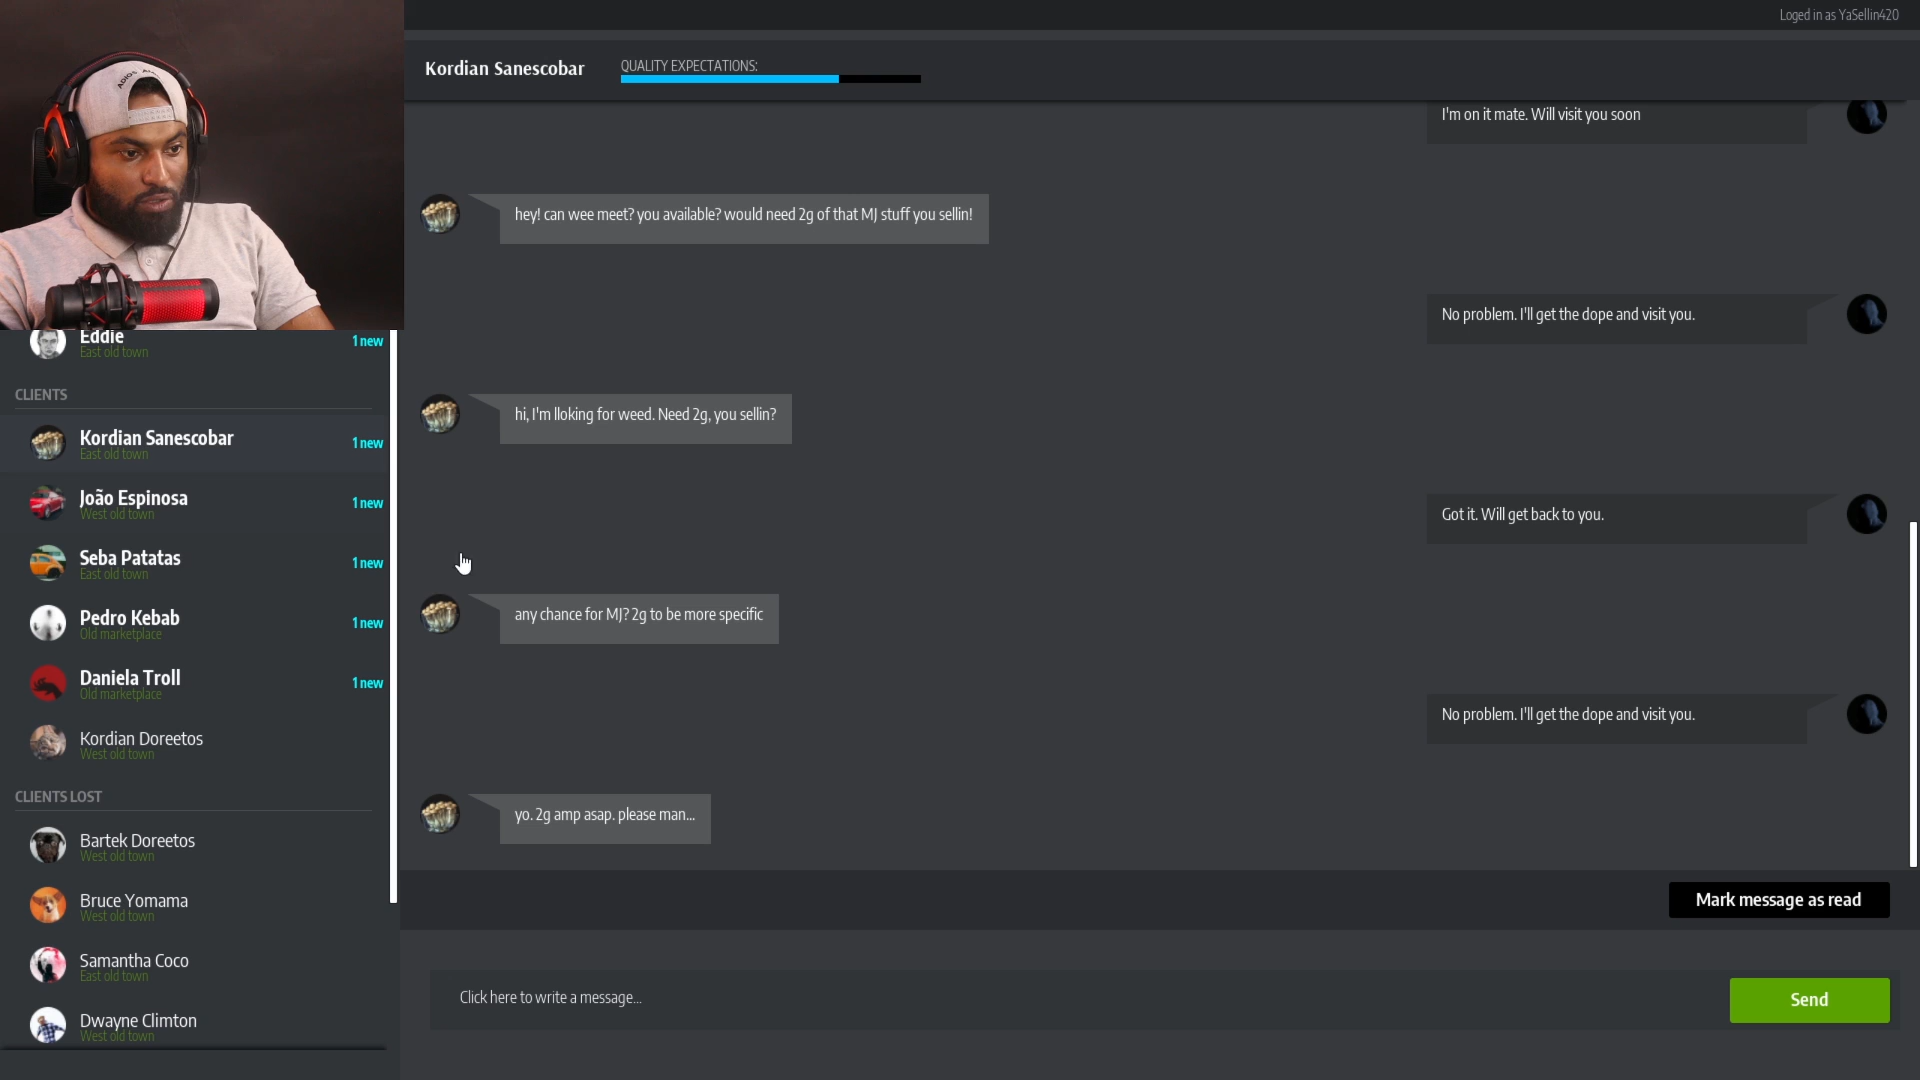 Loged in as YaSellin420
Kordian Sanescobar
QUALITY EXPECTATIONS:
I'm on it mate. Will visit you soon
hey! can wee meet? you available? would need 2g of that MJ stuff you sellin!
No problem. I'll get the dope and visit you.
hi, I'm lloking for weed. Need 2g, you sellin?
Got it. Will get back to you.
any chance for MJ? 2g to be more specific
No problem. I'll get the dope and visit you.
yo. 2g amp asap. please man...
Mark message as read
Click here to write a message...
Send
ADIOS
Eddie
East old town
1 new
CLIENTS
Kordian Sanescobar
East old town
1 new
João Espinosa
West old town
1 new
Seba Patatas
East old town
1 new
Pedro Kebab
Old marketplace
1 new
Daniela Troll
Old marketplace
1 new
Kordian Doreetos
West old town
CLIENTS LOST
Bartek Doreetos
West old town
Bruce Yomama
West old town
Samantha Coco
East old town
Dwayne Climton
West old town